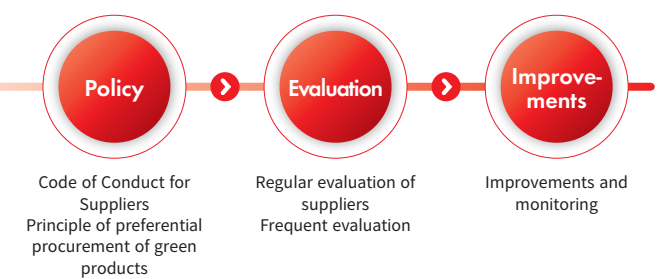 Policy
Code of Conduct for
Suppliers
Principle of preferential
procurement of green
products
Evaluation
Regular evaluation of
suppliers
Frequent evaluation
Improve-
ments
Improvements and
monitoring